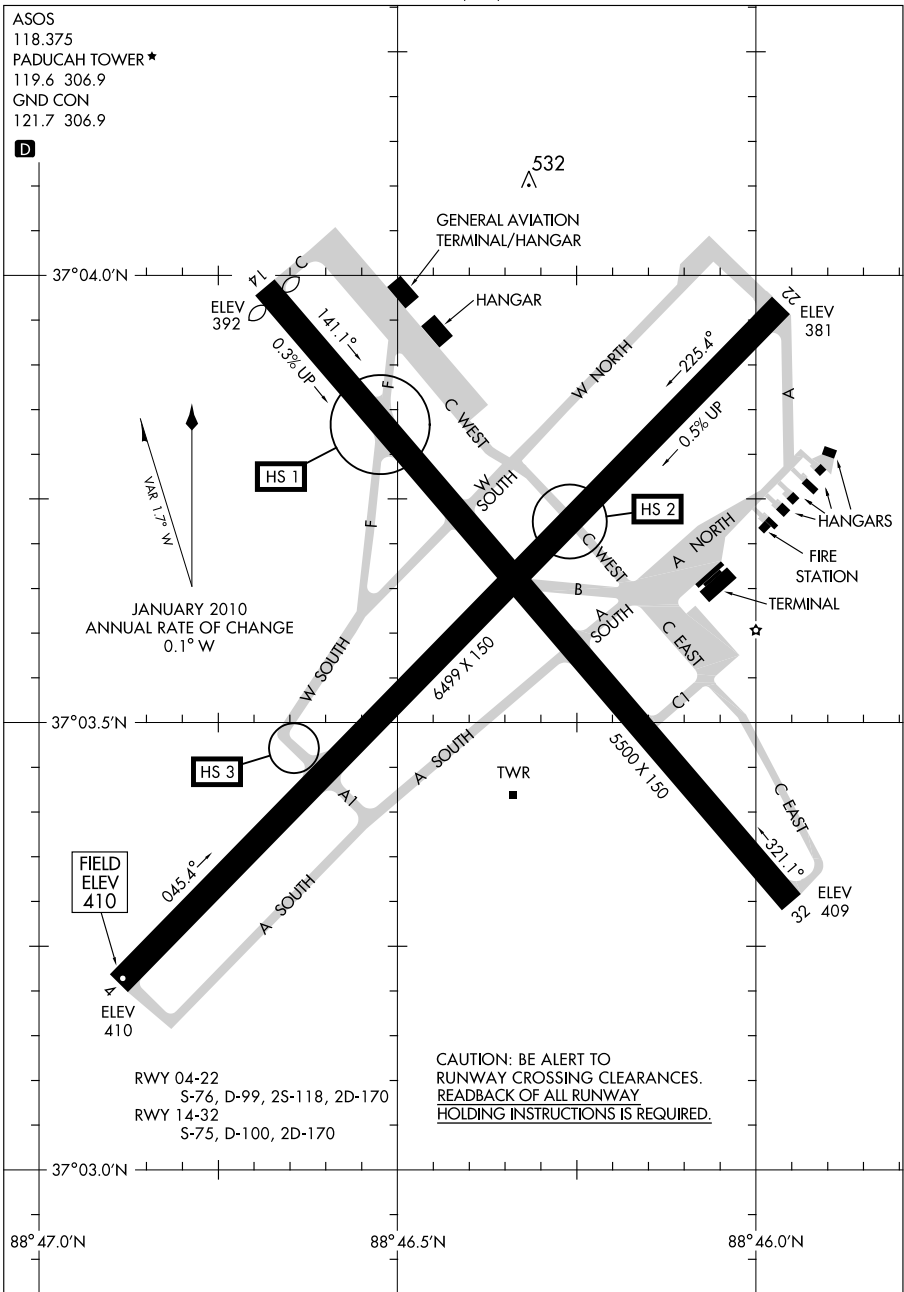 ASOS
118.375
PADUCAH TOWER★
119.6 306.9
GND CON
121.7 306.9
D
532
GENERAL AVIATION
TERMINAL/HANGAR
HANGAR
37°04.0'N
14
C
ELEV
392
22
ELEV
381
141.1°
0.3% UP
225.4°
0.5% UP
W NORTH
A
F
C WEST
HS 1
W
SOUTH
HS 2
VAR 1.7° W
F
C WEST
A NORTH
HANGARS
FIRE
STATION
TERMINAL
B
A
SOUTH
C EAST
JANUARY 2010
ANNUAL RATE OF CHANGE
0.1° W
W SOUTH
6499 X 150
C1
37°03.5'N
HS 3
A SOUTH
TWR
5500 X 150
A1
C EAST
FIELD
ELEV
410
045.4°
A SOUTH
321.1°
32
ELEV
409
4
ELEV
410
RWY 04-22
S-76, D-99, 2S-118, 2D-170
RWY 14-32
S-75, D-100, 2D-170
CAUTION: BE ALERT TO
RUNWAY CROSSING CLEARANCES.
READBACK OF ALL RUNWAY
HOLDING INSTRUCTIONS IS REQUIRED.
37°03.0'N
88°47.0'N
88°46.5'N
88°46.0'N